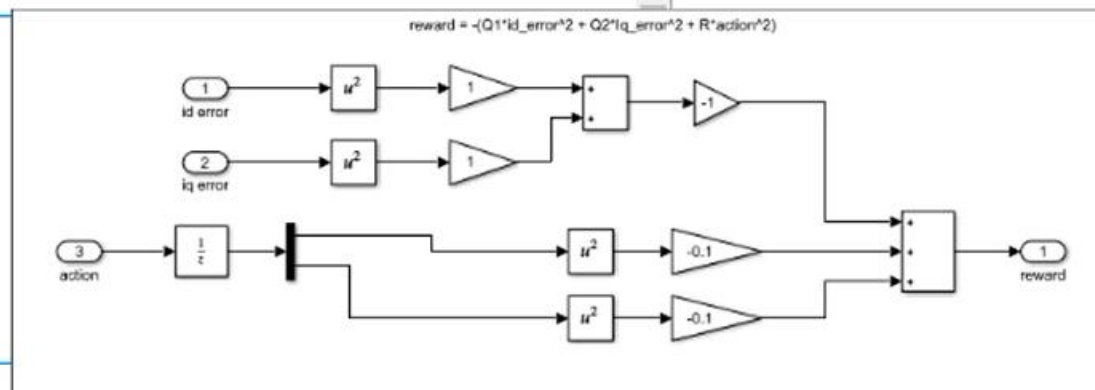 reward = -(Q1*id_error^2 + Q2*Iq_error^2 + R*action^2)
1
u²
1
+
+
-1
id error
2
u²
1
iq error
3
1
z
u²
-0.1
+
+
+
1
action
reward
u²
-0.1